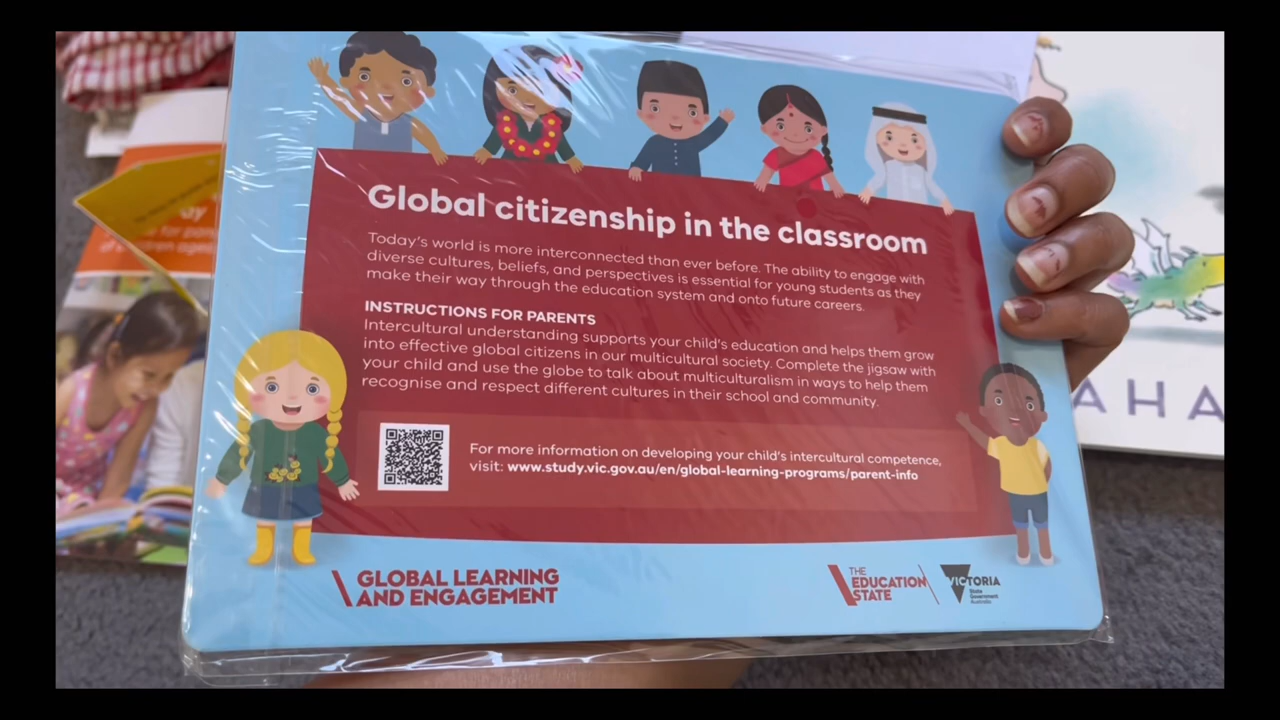 Global citizenship in the classroom
Today's world is more interconnected than ever before. The ability to engage with
diverse cultures, beliefs, and perspectives is essential for young students as they
make their way through the education system and onto future careers.
INSTRUCTIONS FOR PARENTS
Intercultural understanding supports your child's education and helps them grow
into effective global citizens in our multicultural society. Complete the jigsaw with
your child and use the globe to talk about multiculturalism in ways to help them
recognise and respect different cultures in their school and community.
For more information on developing your child's intercultural competence,
visit: www.study.vic.gov.au/en/global-learning-programs/parent-info
GLOBAL LEARNING
AND ENGAGEMENT
THE
EDUCATION
STATE
VICTORIA
State
Government
Australia
AHA